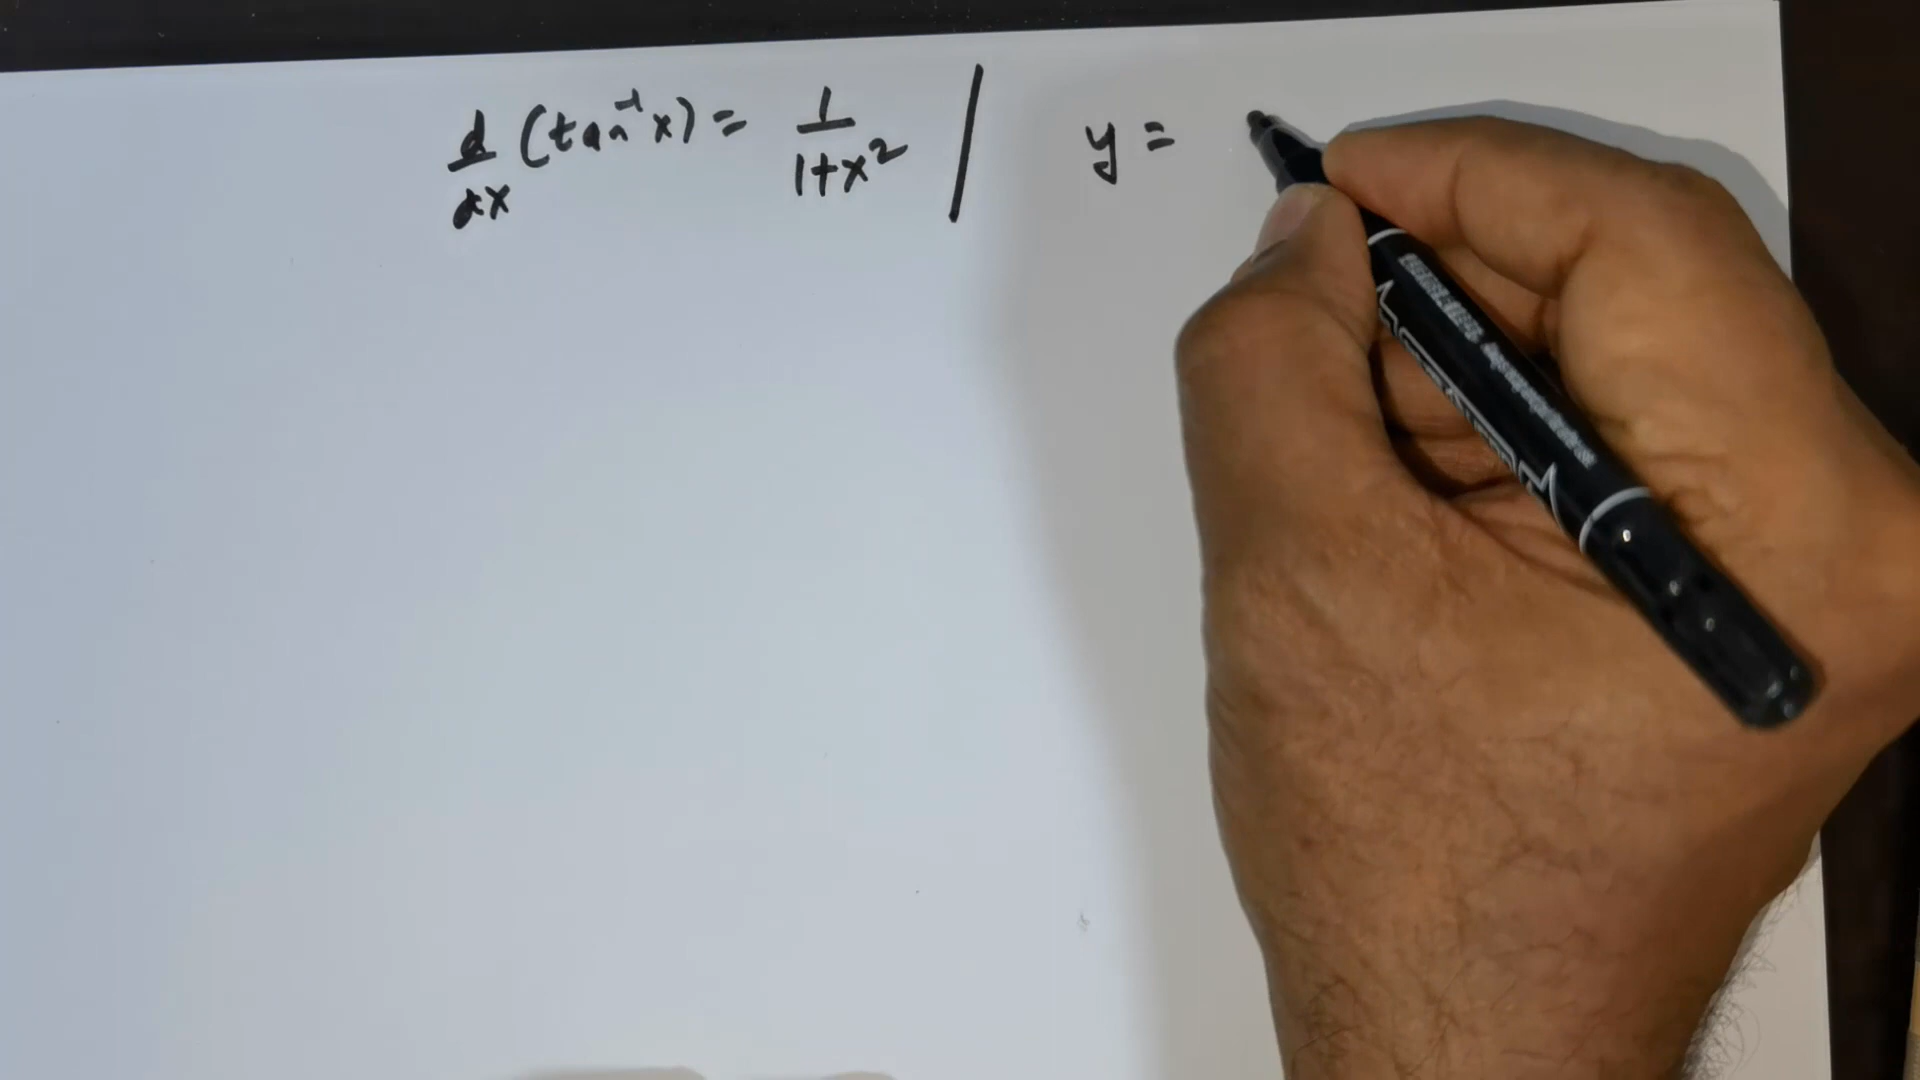 d/dx (tan⁻¹x) = 1/(1+x²) | y =